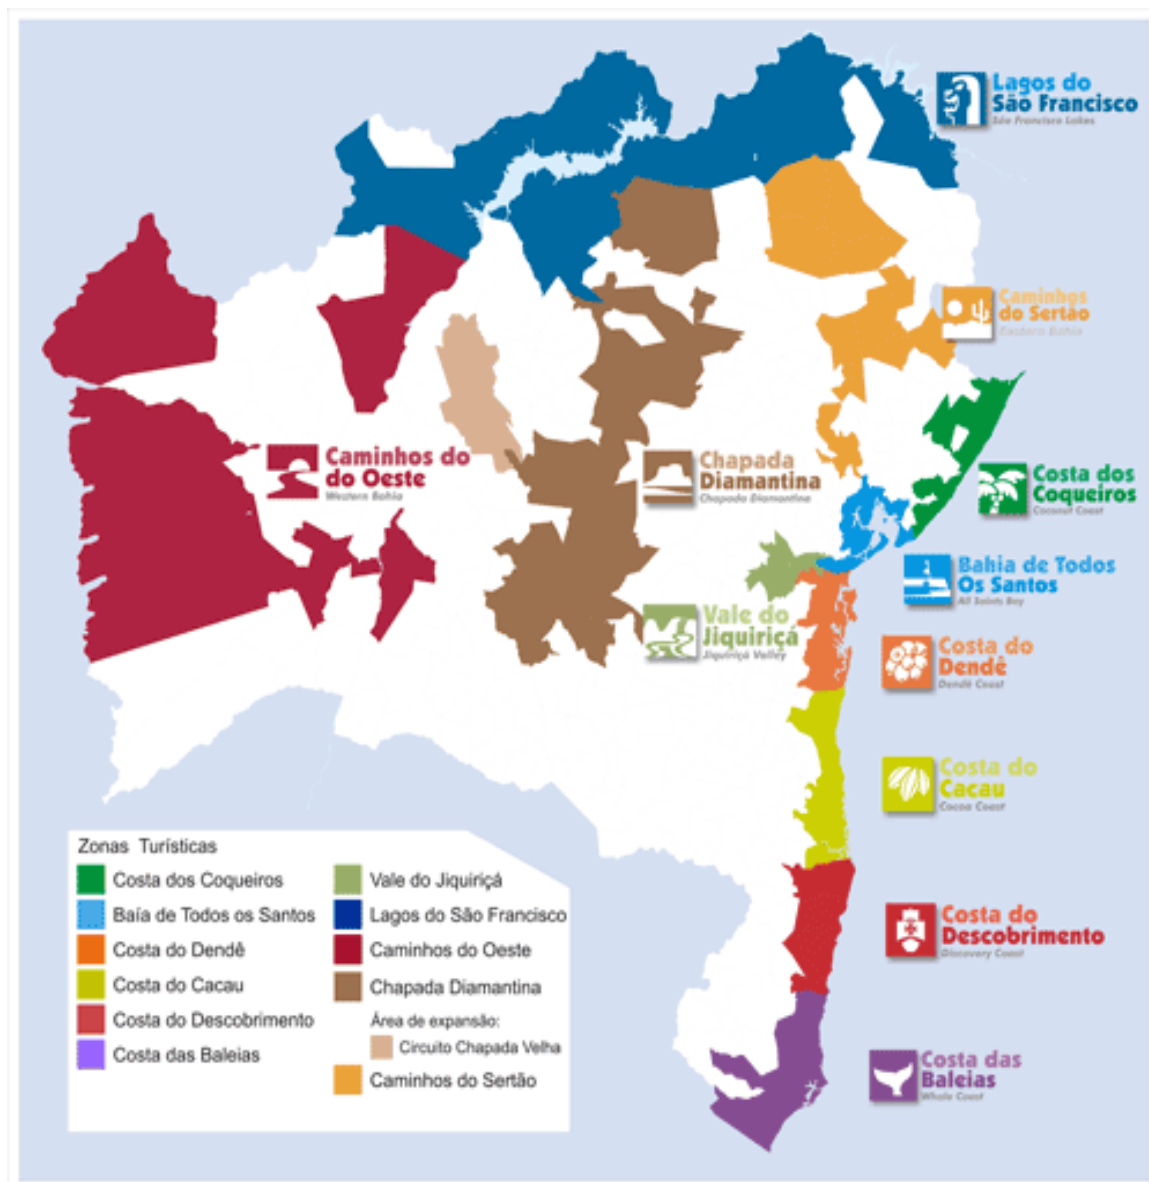 Lagos do
São Francisco
São Francisco Lakes
Caminhos
do Sertão
Eastern Bahia
Caminhos do
do Oeste
Western Bahia
Chapada
Diamantina
Chapada Diamantina
Costa dos
Coqueiros
Coconut Coast
Bahia de Todos
Os Santos
All Saints Bay
Vale do
Jiquiriçá
Jiquiriçá Valley
Costa do
Dendê
Dendê Coast
Costa do
Cacau
Cocoa Coast
Costa do
Descobrimento
Discovery Coast
Costa das
Baleias
Whale Coast
Zonas Turísticas
Costa dos Coqueiros
Baía de Todos os Santos
Costa do Dendê
Costa do Cacau
Costa do Descobrimento
Costa das Baleias
Vale do Jiquiriçá
Lagos do São Francisco
Caminhos do Oeste
Chapada Diamantina
Área de expansão:
Circuito Chapada Velha
Caminhos do Sertão